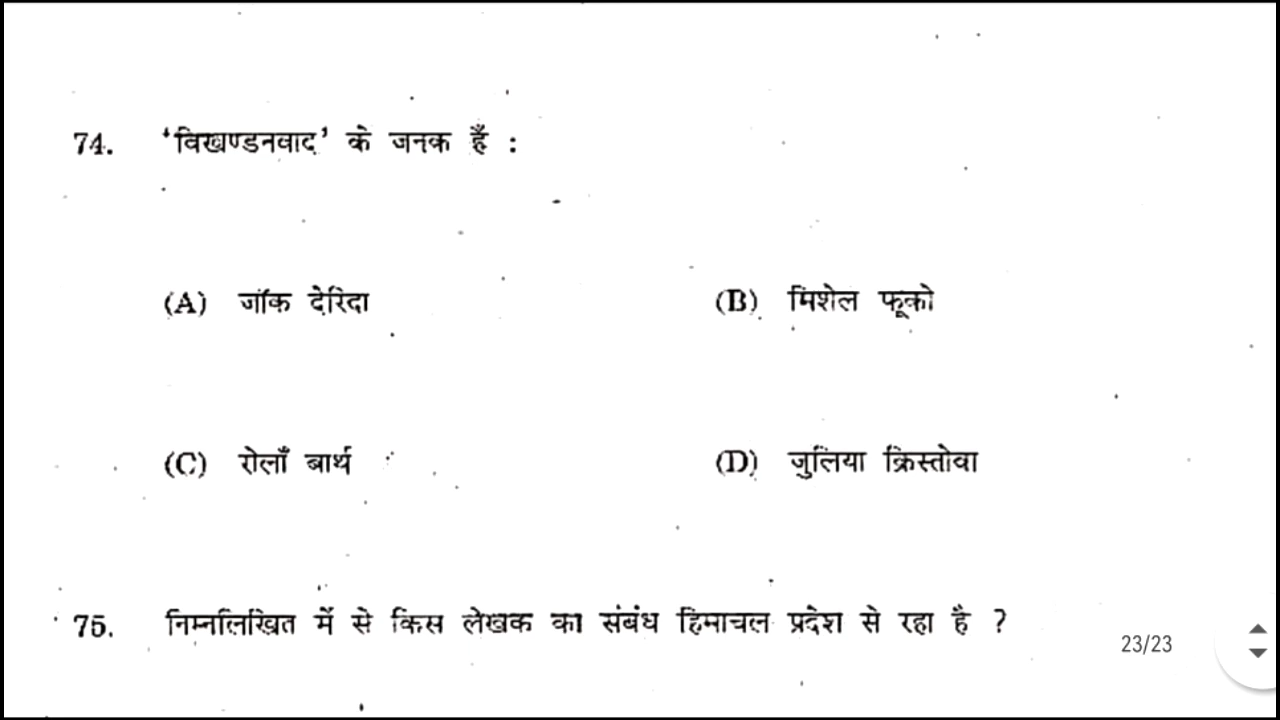 74. ‘विखण्डनवाद’ के जनक हैं :
(A) जॉक देरिदा (B) मिशेल फूको
(C) रोलाँ बार्थ (D) जुलिया क्रिस्तोवा
75. निम्नलिखित में से किस लेखक का संबंध हिमाचल प्रदेश से रहा है ?
23/23